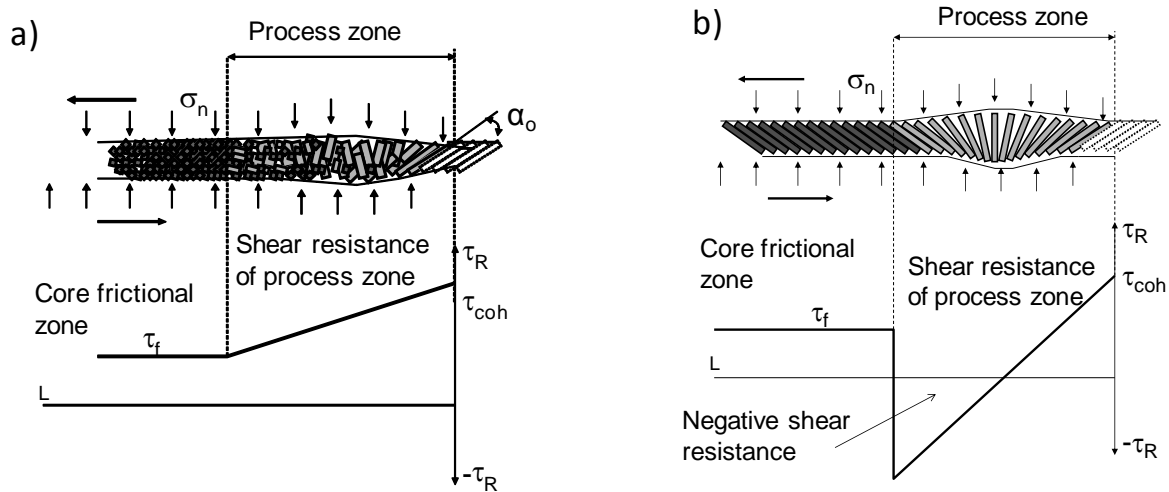 a)
Process zone
σn
αo
Shear resistance
of process zone
τR
τcoh
Core frictional
zone
τf
L
-τR
b)
Process zone
σn
Core frictional
zone
Shear resistance
of process zone
τR
τcoh
τf
L
Negative shear
resistance
-τR